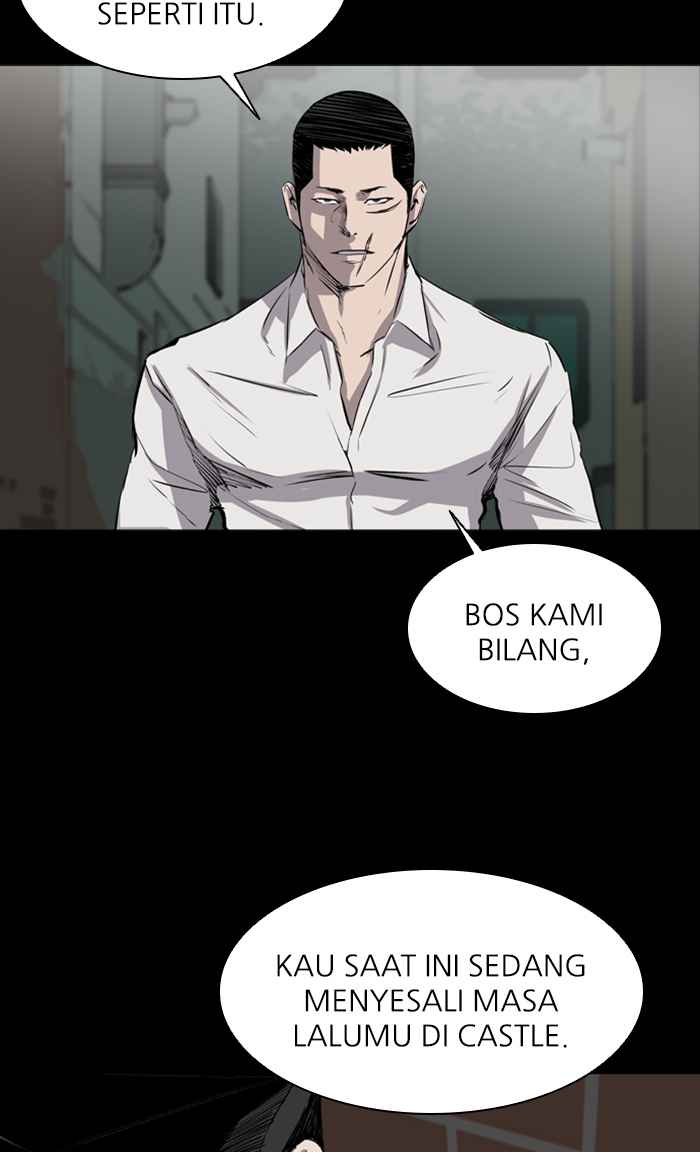 SEPERTI ITU.
BOS KAMI
BILANG,
KAU SAAT INI SEDANG
MENYESALI MASA
LALUMU DI CASTLE.